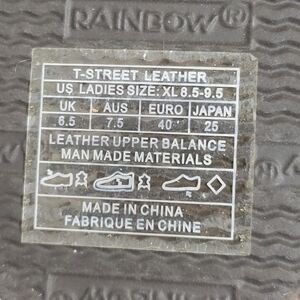 RAINBOW®
T-STREET LEATHER
US LADIES SIZE: XL 8.5-9.5
UK AUS EURO JAPAN
6.5 7.5 40 25
LEATHER UPPER BALANCE
MAN MADE MATERIALS
MADE IN CHINA
FABRIQUE EN CHINE